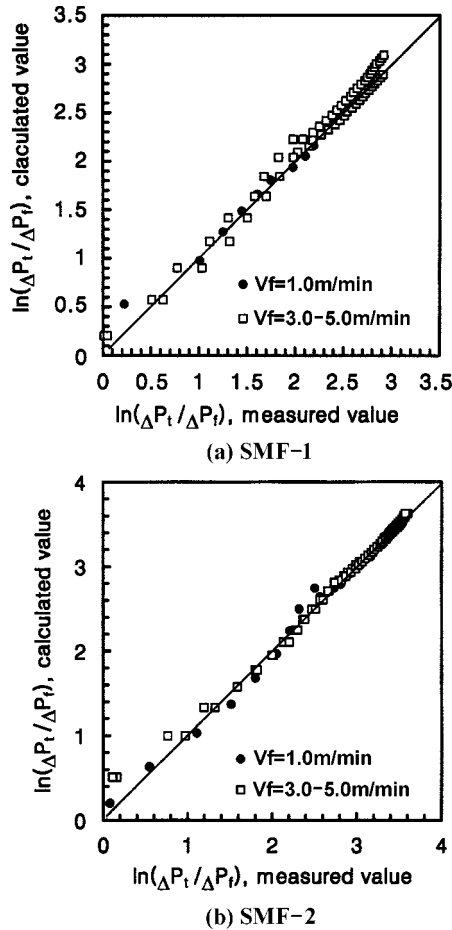 3.5
3
2.5
2
1.5
1
0.5
0
ln(ΔPt/ΔPf), claculated value
Vf=1.0m/min
Vf=3.0-5.0m/min
0 0.5 1 1.5 2 2.5 3 3.5
ln(ΔPt/ΔPf), measured value
(a) SMF-1
4
3
2
1
0
ln(ΔPt/ΔPf), calculated value
Vf=1.0m/min
Vf=3.0-5.0m/min
0 1 2 3 4
ln(ΔPt/ΔPf), measured value
(b) SMF-2